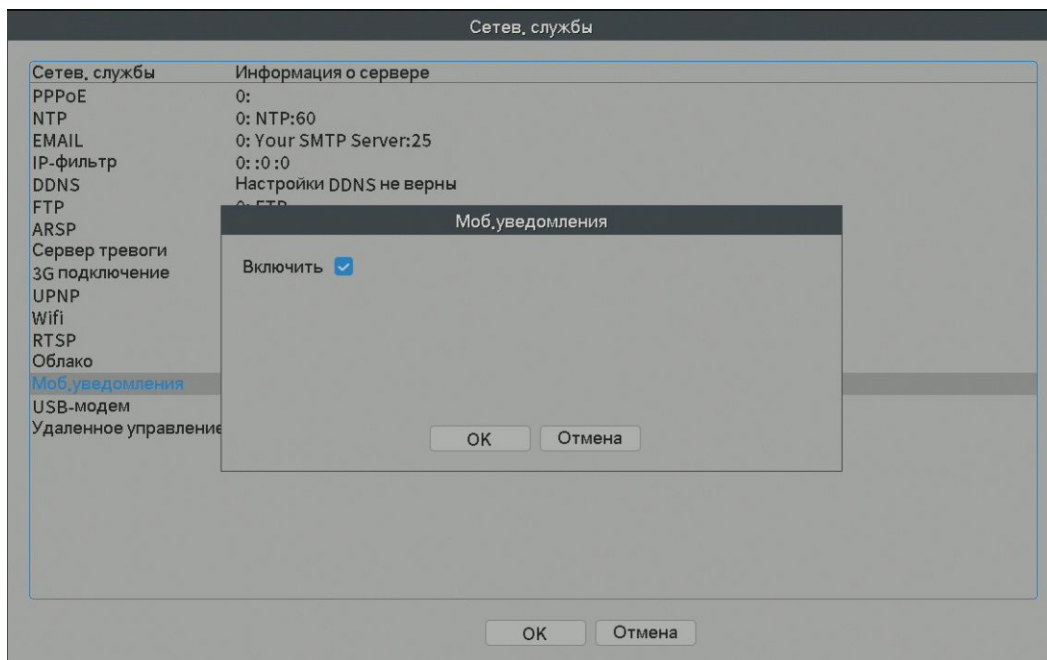 Сетев. службы
Сетев. службы Информация о сервере
PPPoE 0:
NTP 0: NTP:60
EMAIL 0: Your SMTP Server:25
IP-фильтр 0: :0 :0
DDNS Настройки DDNS не верны
FTP 0: FTP
ARSP
Моб.уведомления
Сервер тревоги
3G подключение
Включить
UPNP
Wifi
RTSP
Облако
Моб.уведомления
USB-модем
Удаленное управление
OK Отмена
OK Отмена